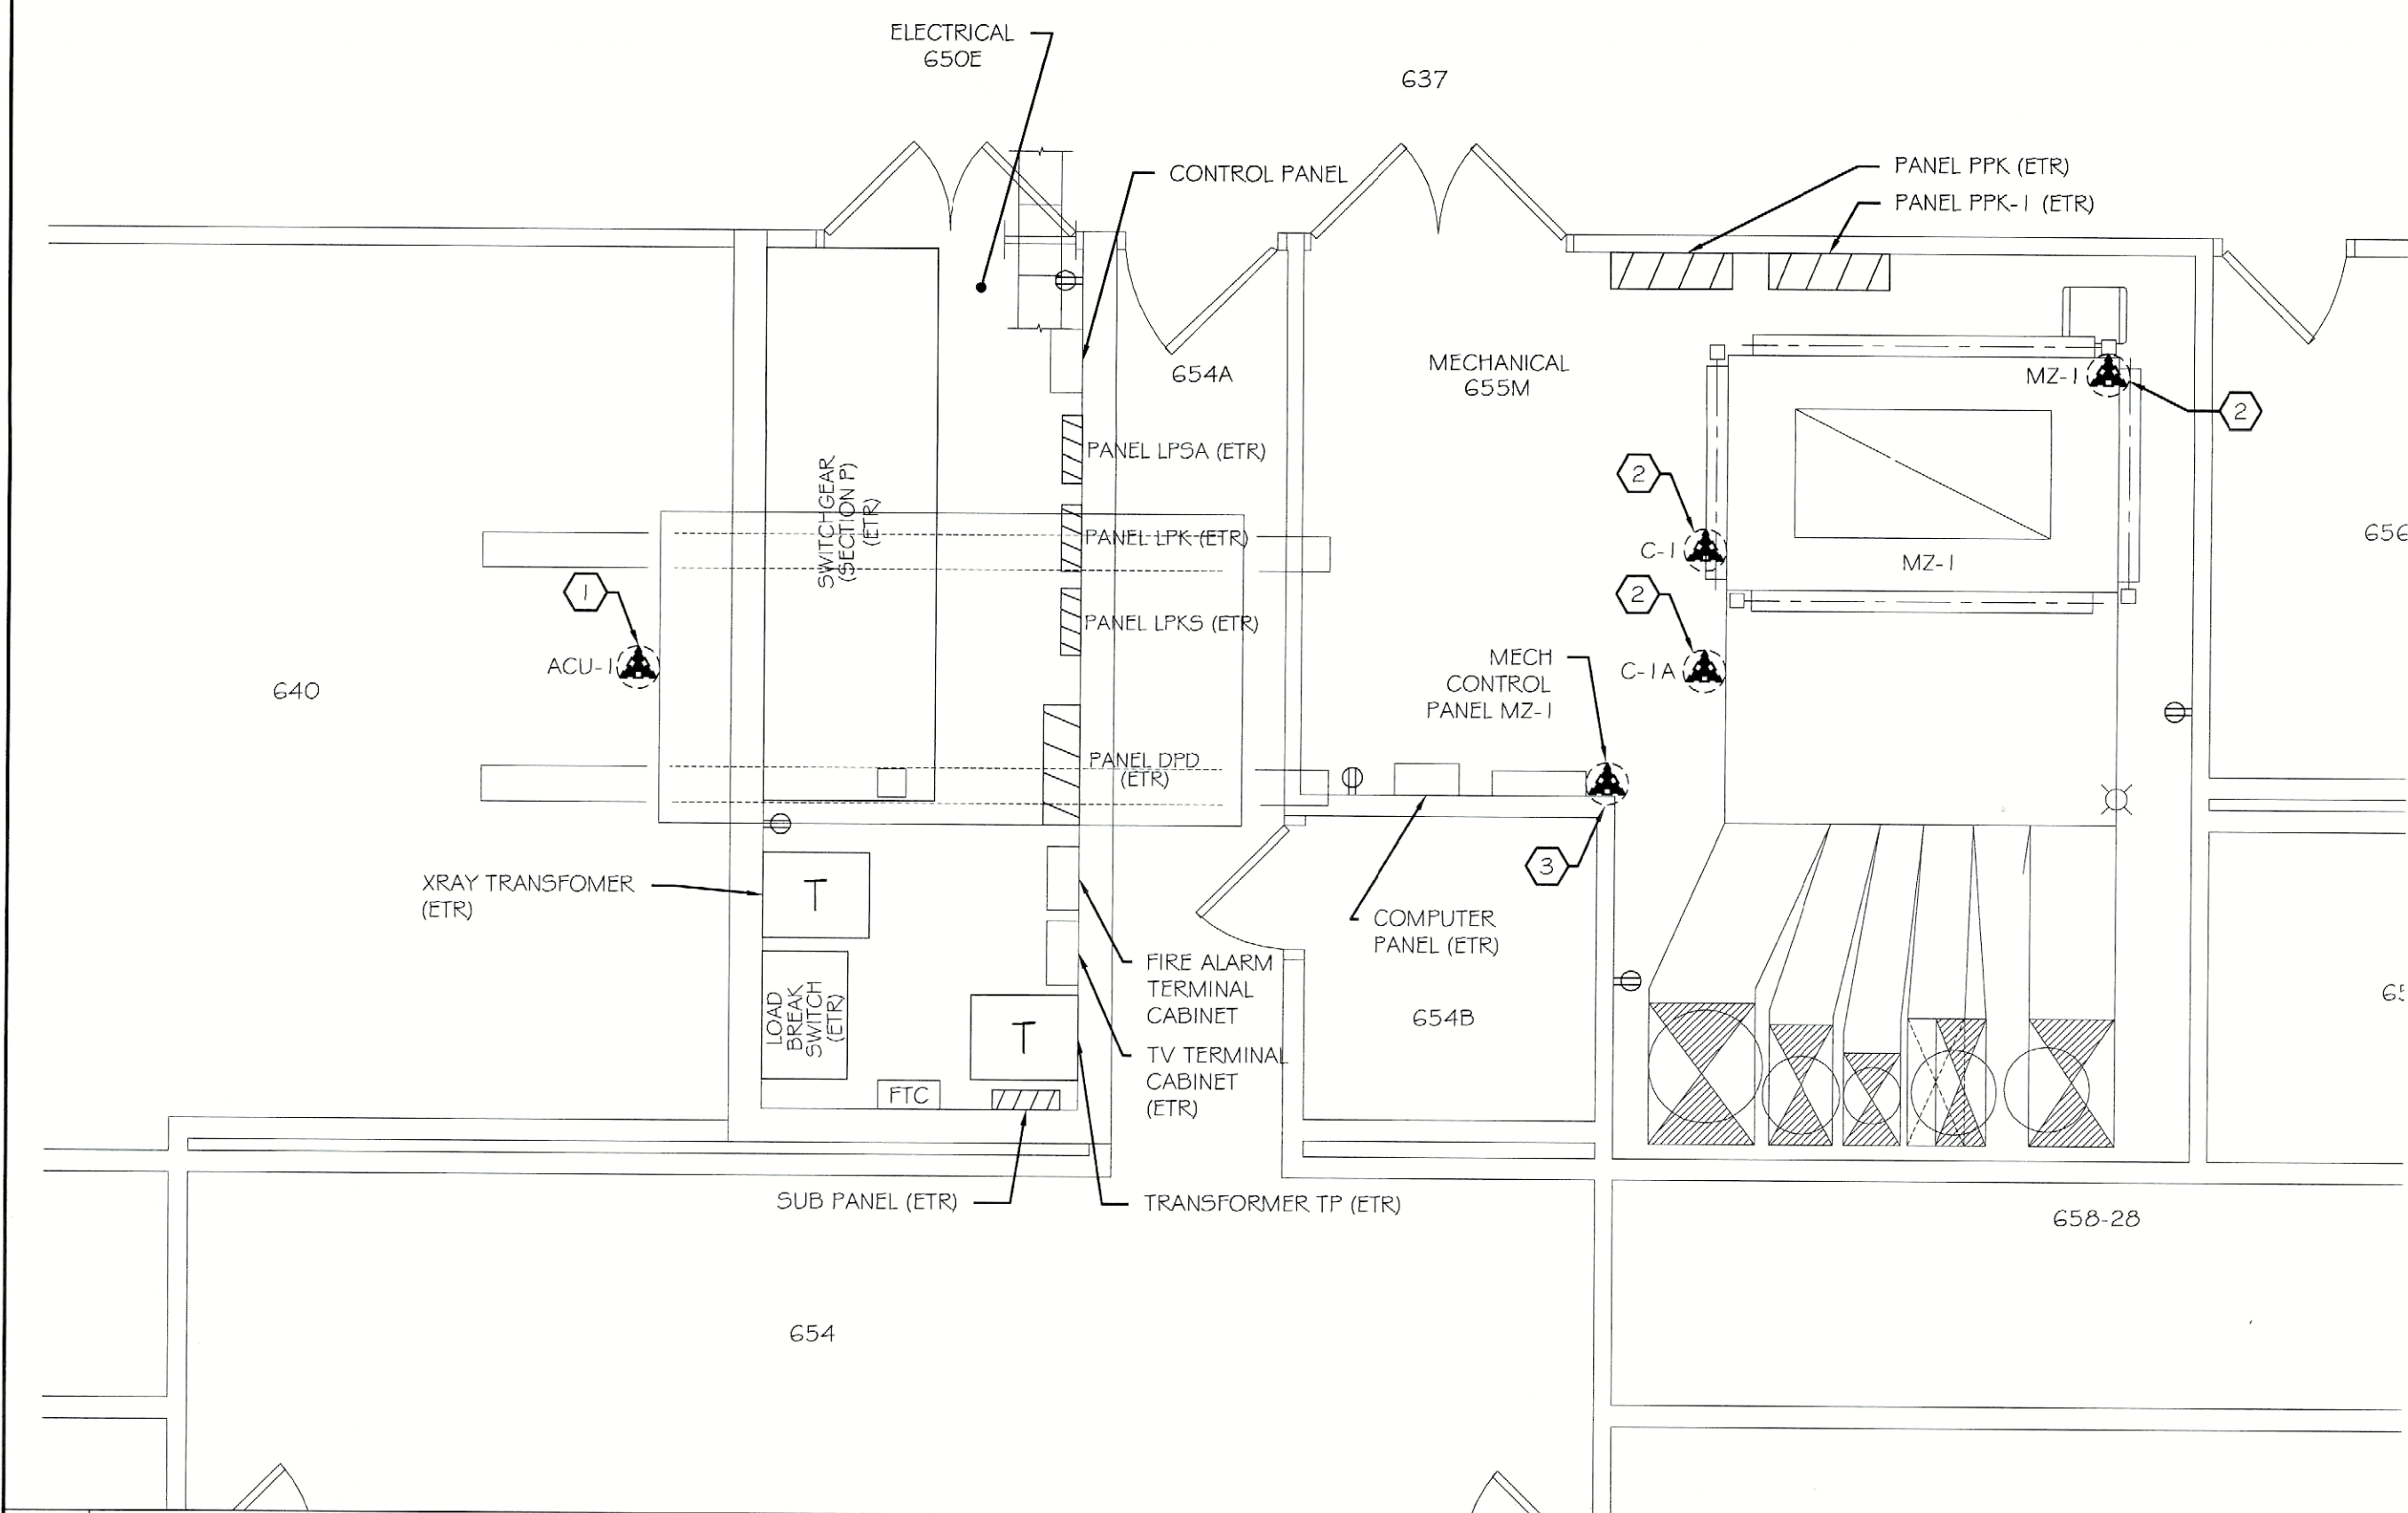 ELECTRICAL
650E
637
CONTROL PANEL
PANEL PPK (ETR)
PANEL PPK-1 (ETR)
654A
MECHANICAL
655M
MZ-1
2
PANEL LPSA (ETR)
SWITCHGEAR
(SECTION P)
(ETR)
2
656
PANEL LPK (ETR)
C-1
MZ-1
1
2
PANEL LPKS (ETR)
ACU-1
C-1A
640
MECH
CONTROL
PANEL MZ-1
PANEL DPD
(ETR)
3
XRAY TRANSFOMER
(ETR)
T
COMPUTER
PANEL (ETR)
FIRE ALARM
TERMINAL
CABINET
LOAD
BREAK
SWITCH
(ETR)
T
654B
TV TERMINAL
CABINET
(ETR)
FTC
SUB PANEL (ETR)
TRANSFORMER TP (ETR)
658-28
654